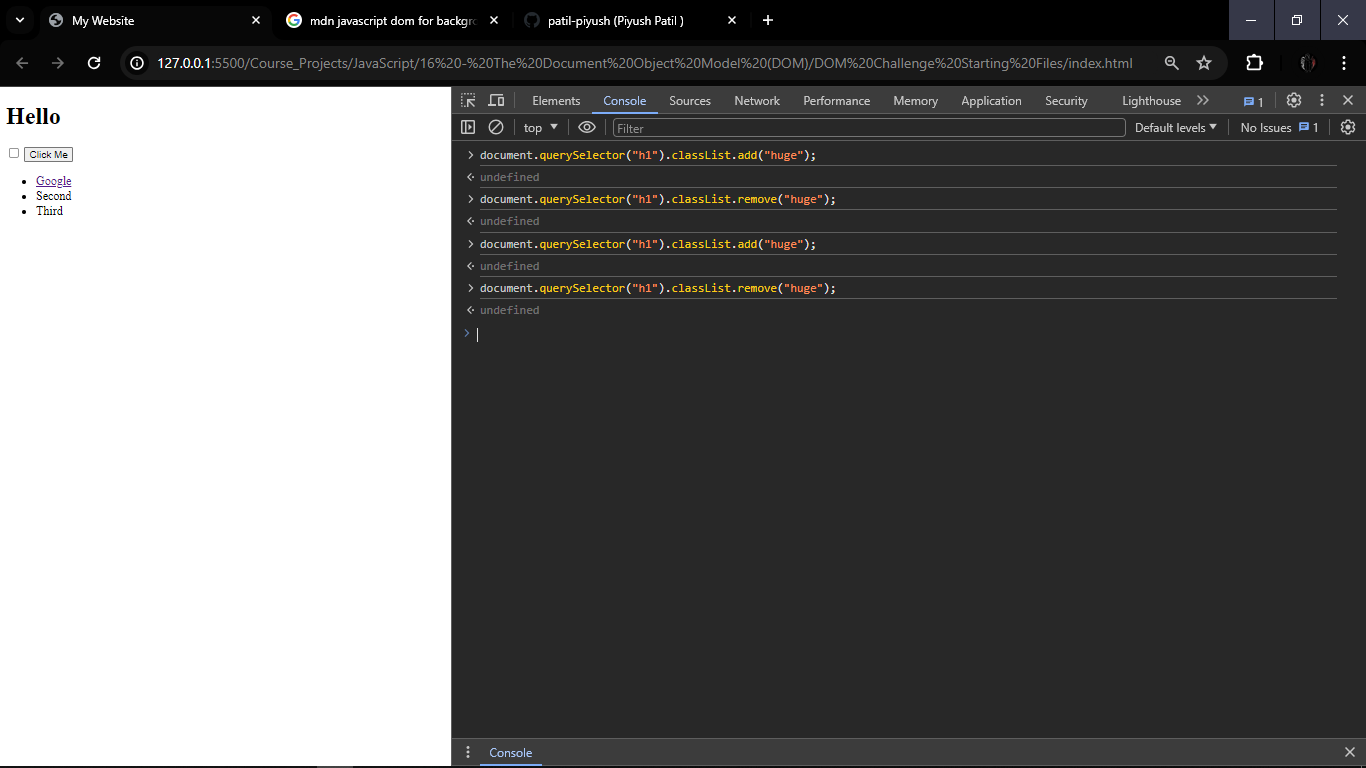 My Website
mdn javascript dom for backgro
patil-piyush (Piyush Patil )
127.0.0.1:5500/Course_Projects/JavaScript/16%20-%20The%20Document%20Object%20Model%20(DOM)/DOM%20Challenge%20Starting%20Files/index.html
Hello
Click Me
Google
Second
Third
Elements Console Sources Network Performance Memory Application Security Lighthouse 1
top Filter Default levels No Issues 1
document.querySelector("h1").classList.add("huge");
undefined
document.querySelector("h1").classList.remove("huge");
undefined
document.querySelector("h1").classList.add("huge");
undefined
document.querySelector("h1").classList.remove("huge");
undefined
Console